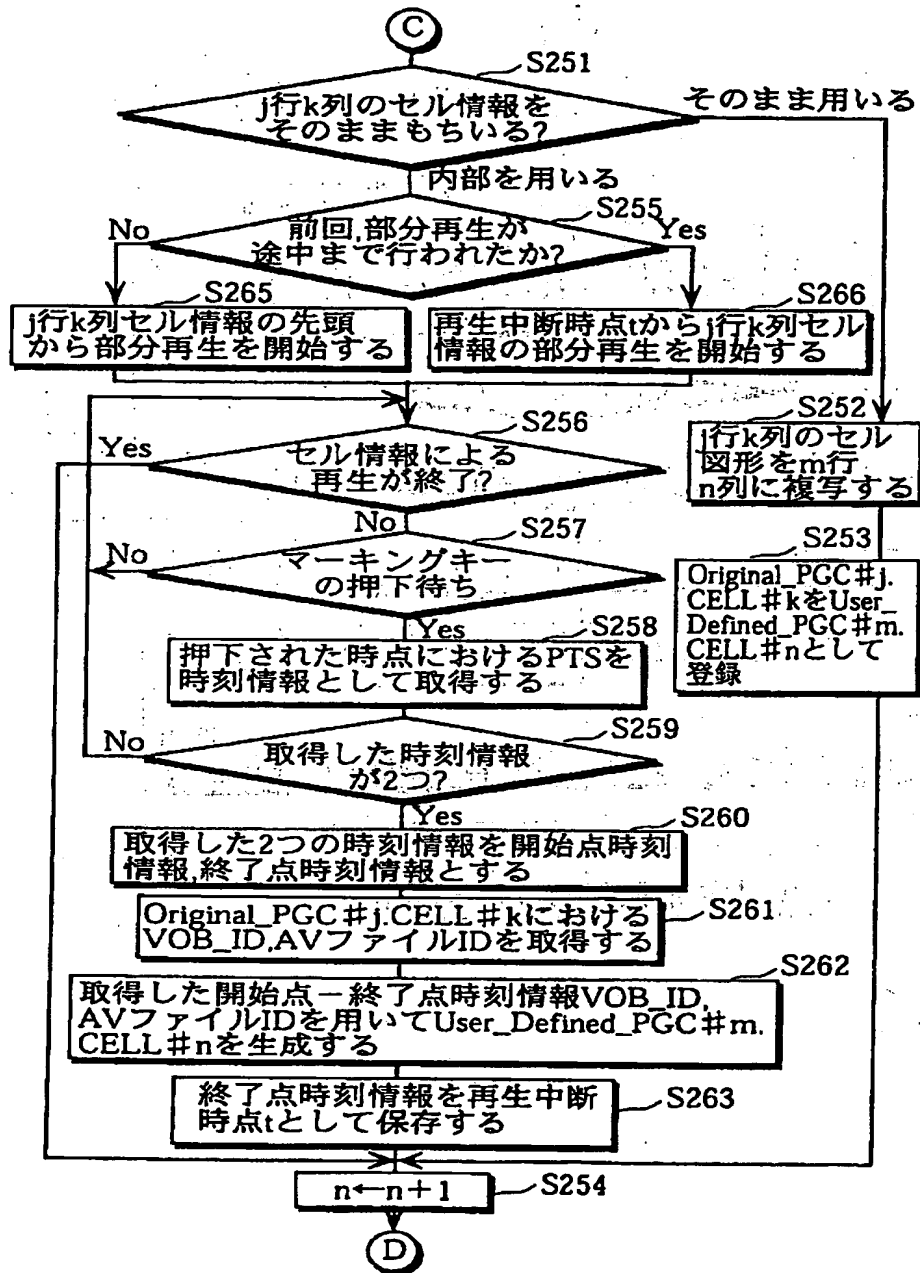 C
S251
j行k列のセル情報を
そのままもちいる?
そのまま用いる
内部を用いる
S255
No
前回,部分再生が
途中まで行われたか?
Yes
S265
j行k列セル情報の先頭
から部分再生を開始する
S266
再生中断時点tからj行k列セル
情報の部分再生を開始する
S252
j行k列のセル
図形をm行
n列に複写する
S256
Yes
セル情報による
再生が終了?
No
S257
No
マーキングキー
の押下待ち
Yes
S253
Original_PGC#j.
CELL#kをUser_
Defined_PGC#m.
CELL#nとして
登録
S258
押下された時点におけるPTSを
時刻情報として取得する
S259
No
取得した時刻情報
が2つ?
Yes
S260
取得した2つの時刻情報を開始点時刻
情報,終了点時刻情報とする
S261
Original_PGC#j.CELL#kにおける
VOB_ID,AVファイルIDを取得する
S262
取得した開始点-終了点時刻情報VOB_ID,
AVファイルIDを用いてUser_Defined_PGC#m.
CELL#nを生成する
S263
終了点時刻情報を再生中断
時点tとして保存する
n←n+1
S254
D